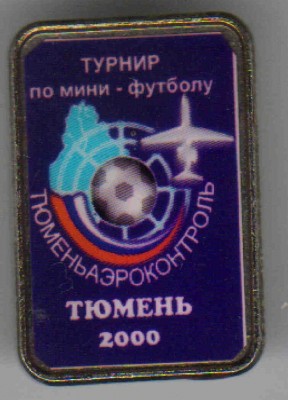 ТУРНИР
по мини - футболу
ТЮМЕНЬАЭРОКОНТРОЛЬ
ТЮМЕНЬ
2000